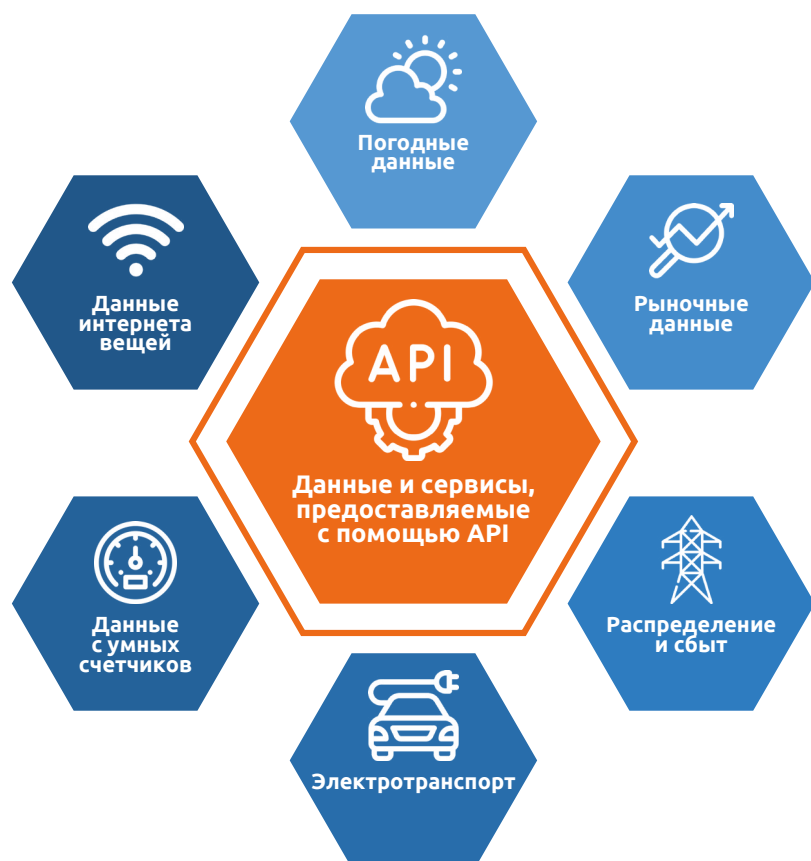 Погодные
данные
Данные
интернета
вещей
Рыночные
данные
API
Данные и сервисы,
предоставляемые
с помощью API
Данные
с умных
счетчиков
Распределение
и сбыт
Электротранспорт